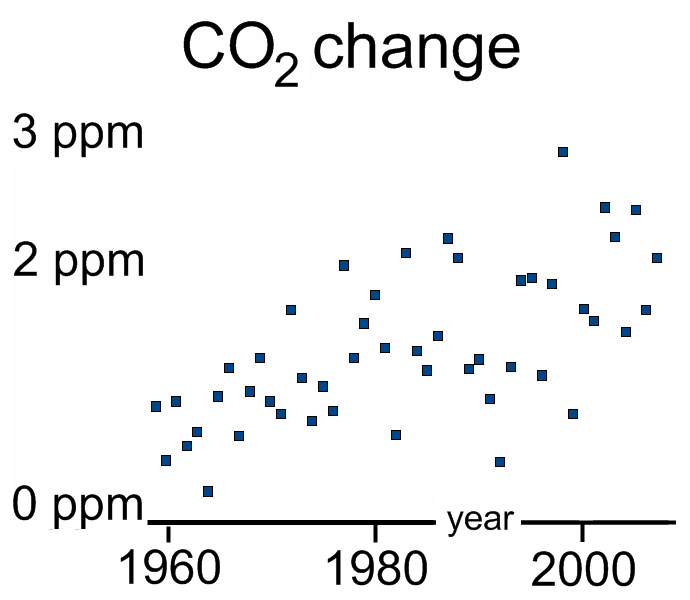 CO₂ change
3 ppm
2 ppm
0 ppm
year
1960 1980 2000